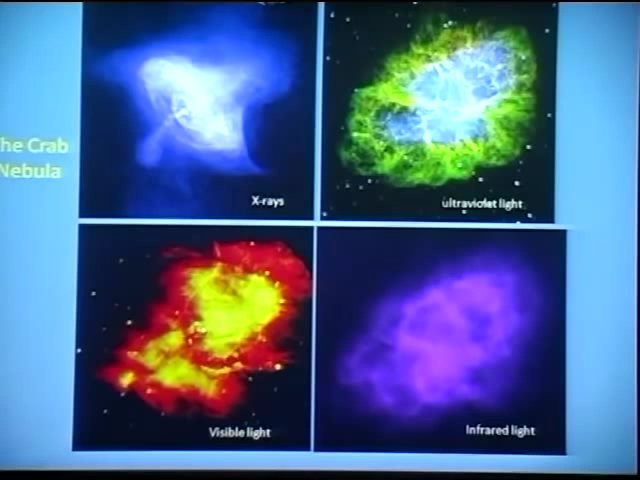 he Crab
Nebula
X-rays
ultraviolet light
Visible light
Infrared light